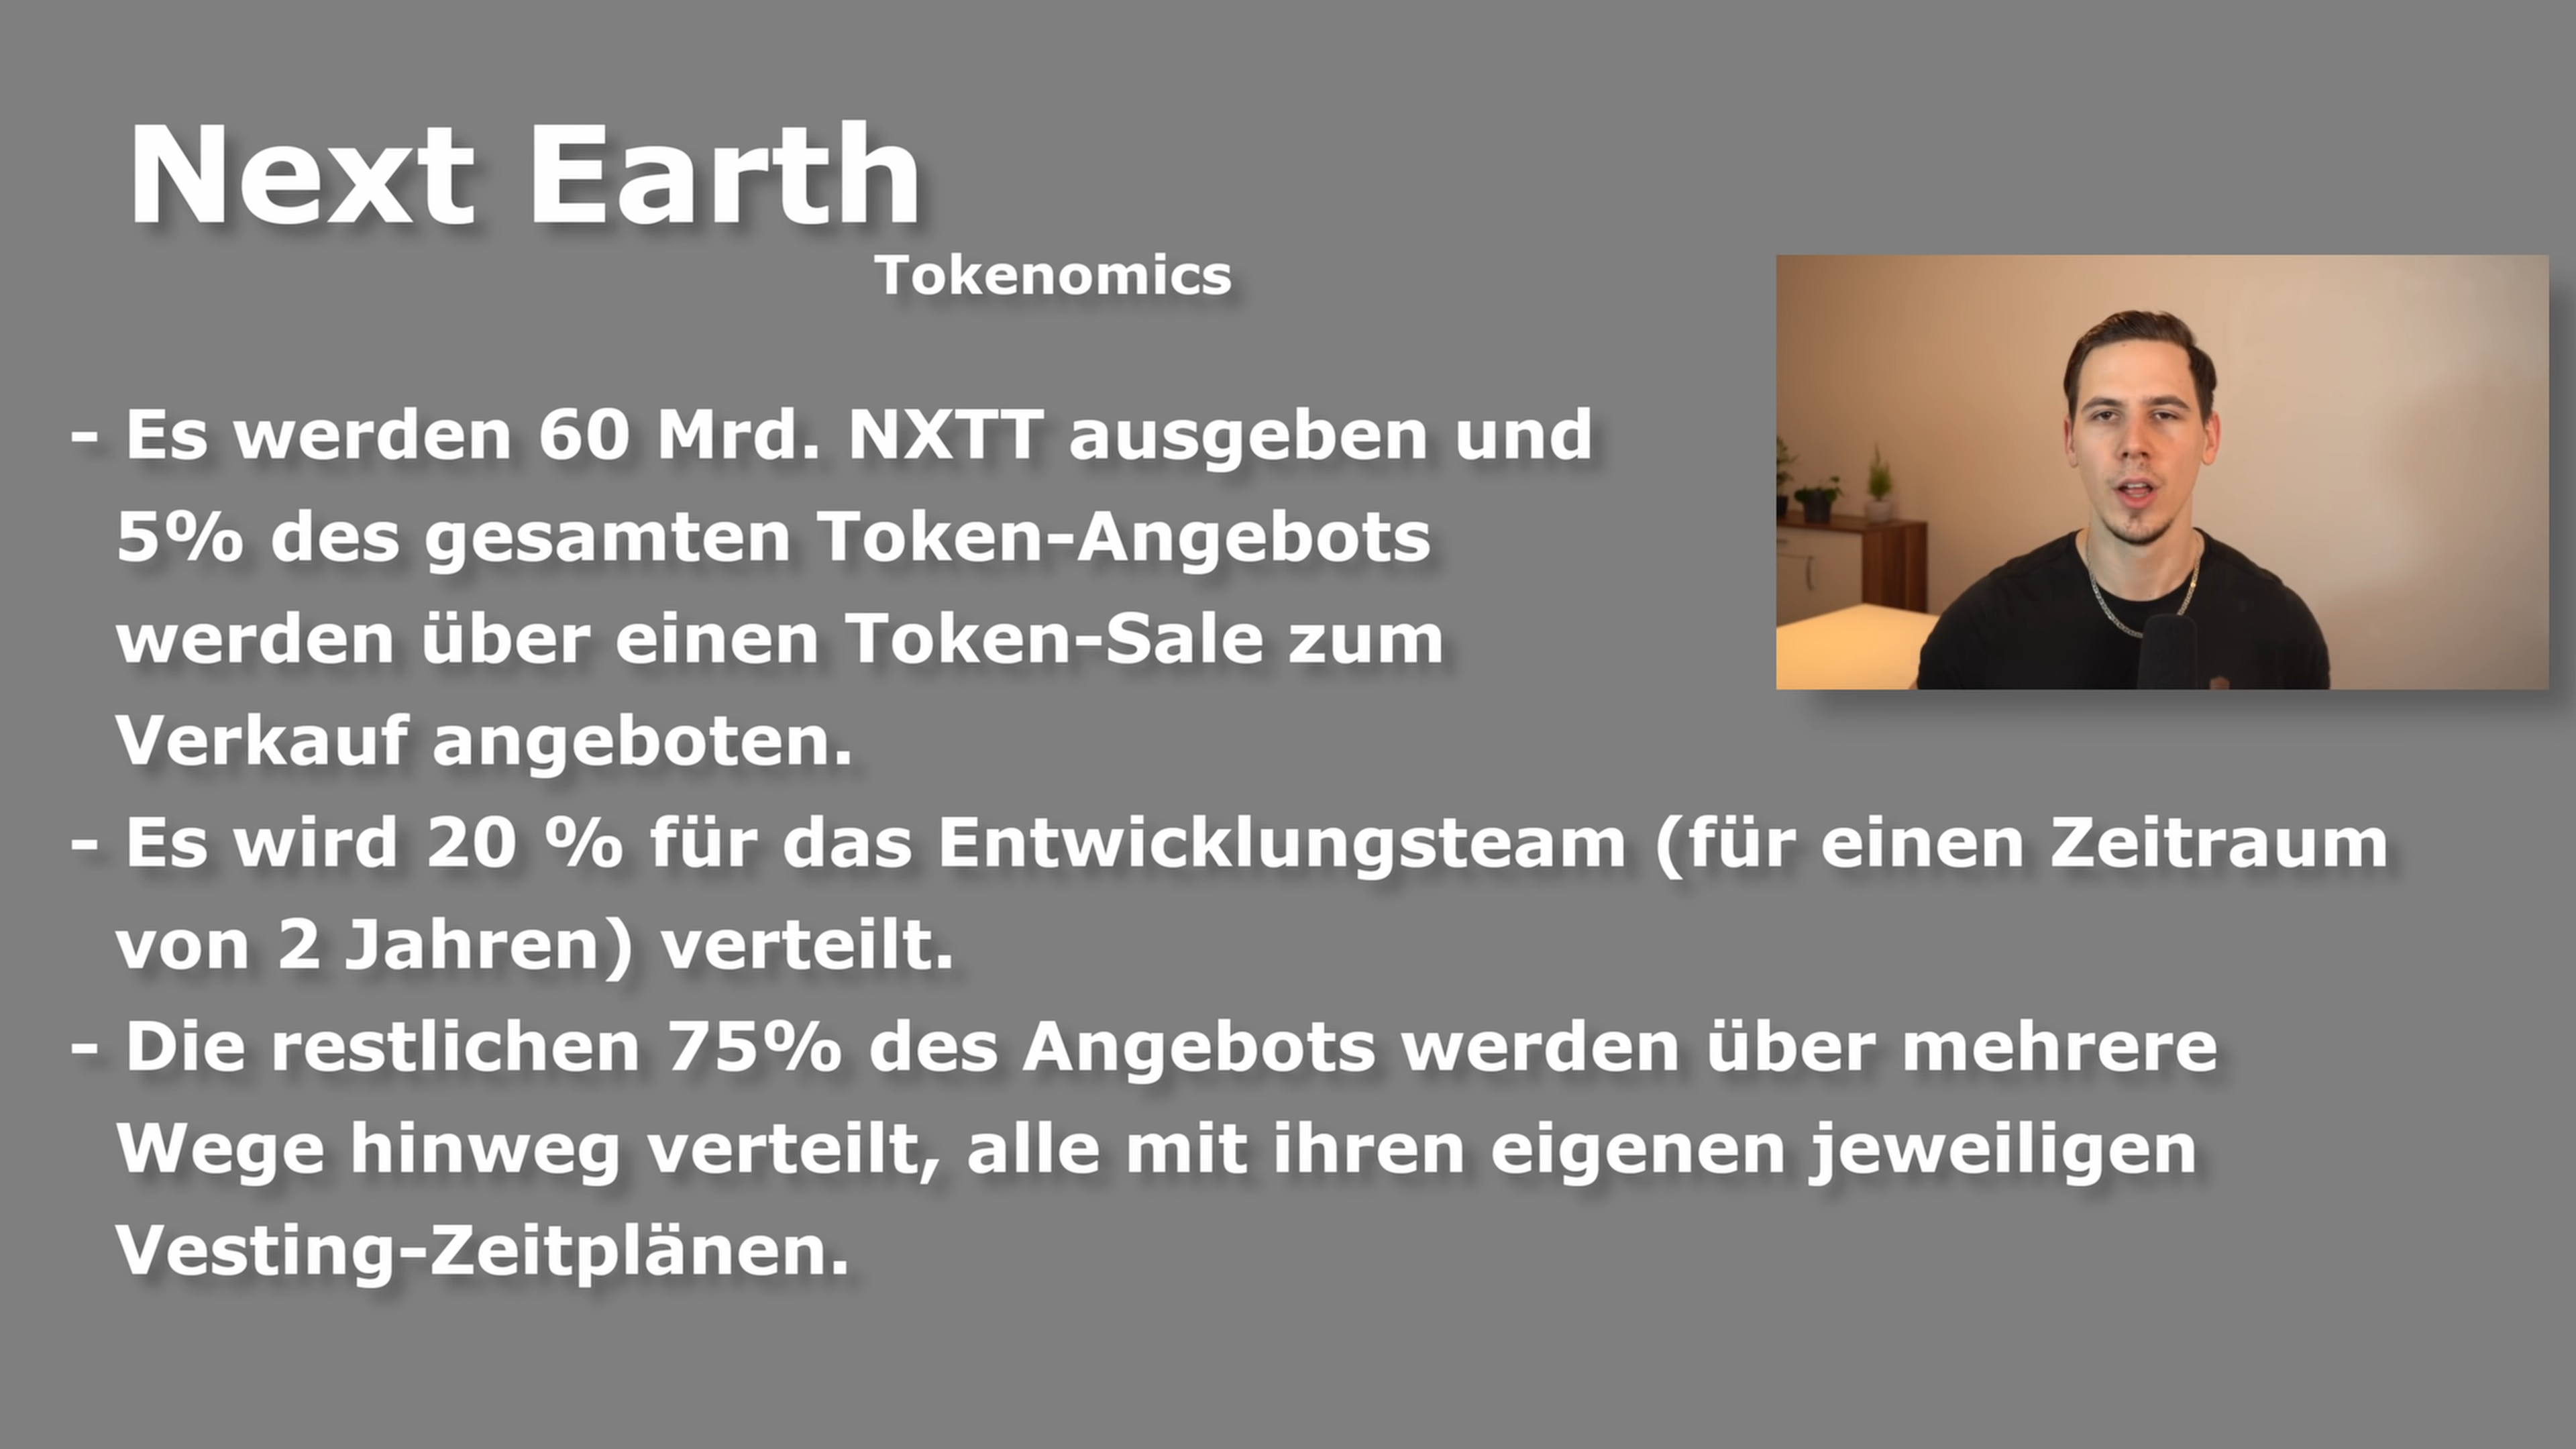 Next Earth
Tokenomics
- Es werden 60 Mrd. NXTT ausgeben und
5% des gesamten Token-Angebots
werden über einen Token-Sale zum
Verkauf angeboten.
- Es wird 20 % für das Entwicklungsteam (für einen Zeitraum
von 2 Jahren) verteilt.
- Die restlichen 75% des Angebots werden über mehrere
Wege hinweg verteilt, alle mit ihren eigenen jeweiligen
Vesting-Zeitplänen.